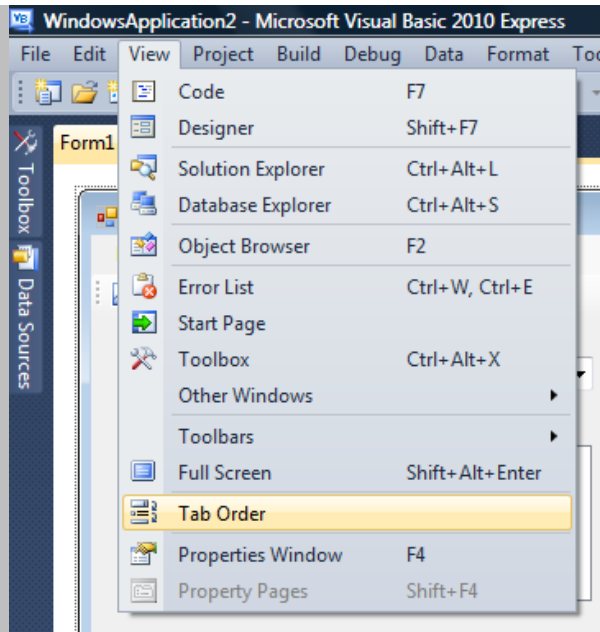 WindowsApplication2 - Microsoft Visual Basic 2010 Express
File Edit View Project Build Debug Data Format
Form1
Toolbox
Data Sources
Code F7
Designer Shift+F7
Solution Explorer Ctrl+Alt+L
Database Explorer Ctrl+Alt+S
Object Browser F2
Error List Ctrl+W, Ctrl+E
Start Page
Toolbox Ctrl+Alt+X
Other Windows
Toolbars
Full Screen Shift+Alt+Enter
Tab Order
Properties Window F4
Property Pages Shift+F4